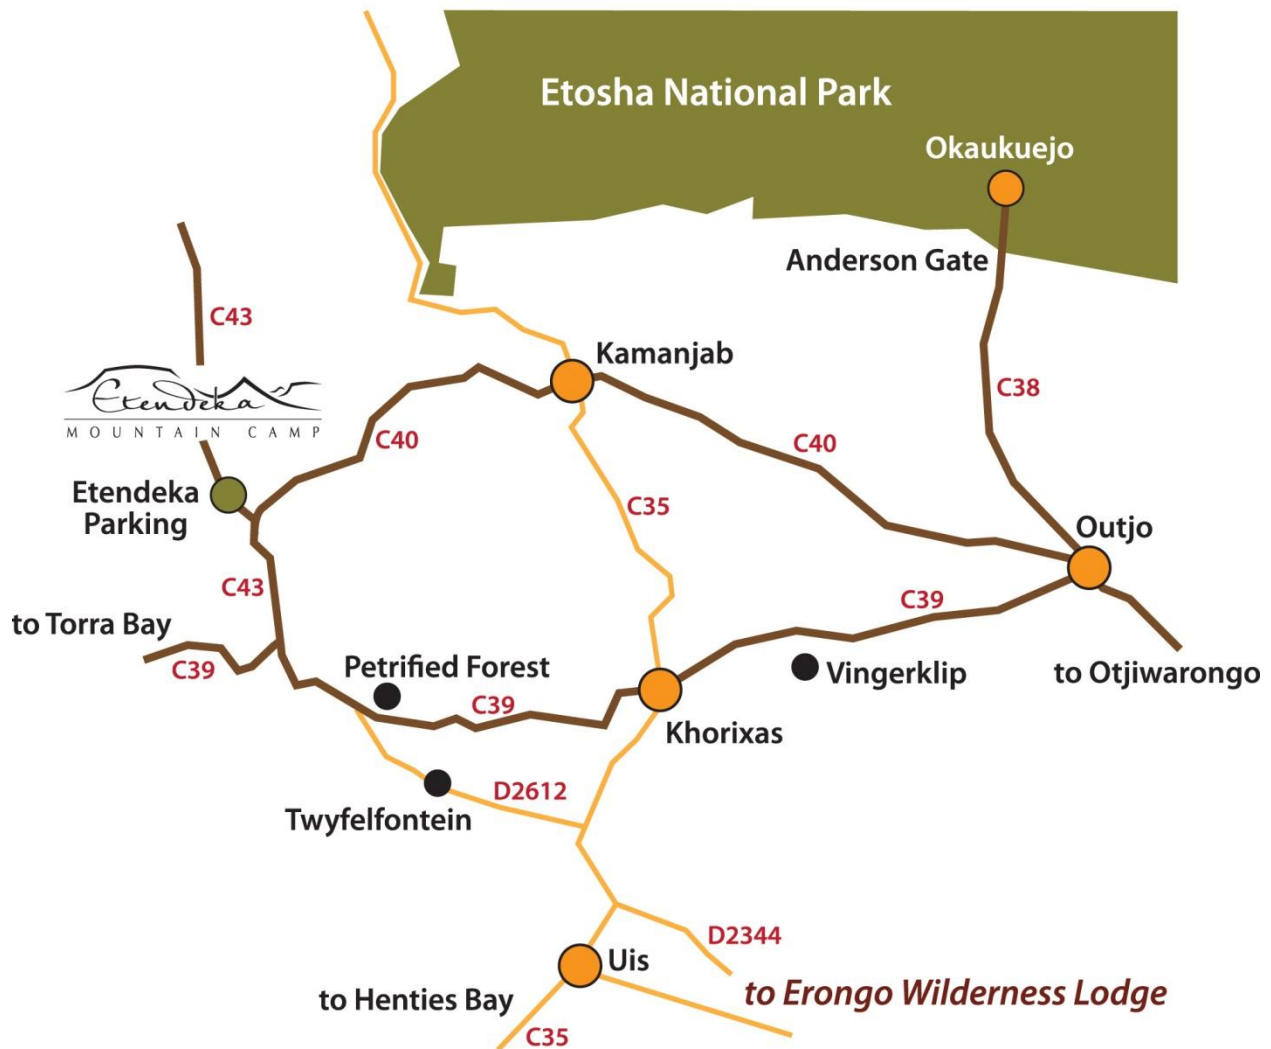 Etosha National Park
Okaukuejo
Anderson Gate
C43
Kamanjab
C38
Etendeka
MOUNTAIN CAMP
C40
C40
Etendeka
Parking
C35
Outjo
C43
C39
to Torra Bay
C39
Petrified Forest
Vingerklip
to Otjiwarongo
C39
Khorixas
D2612
Twyfelfontein
D2344
Uis
to Henties Bay
to Erongo Wilderness Lodge
C35